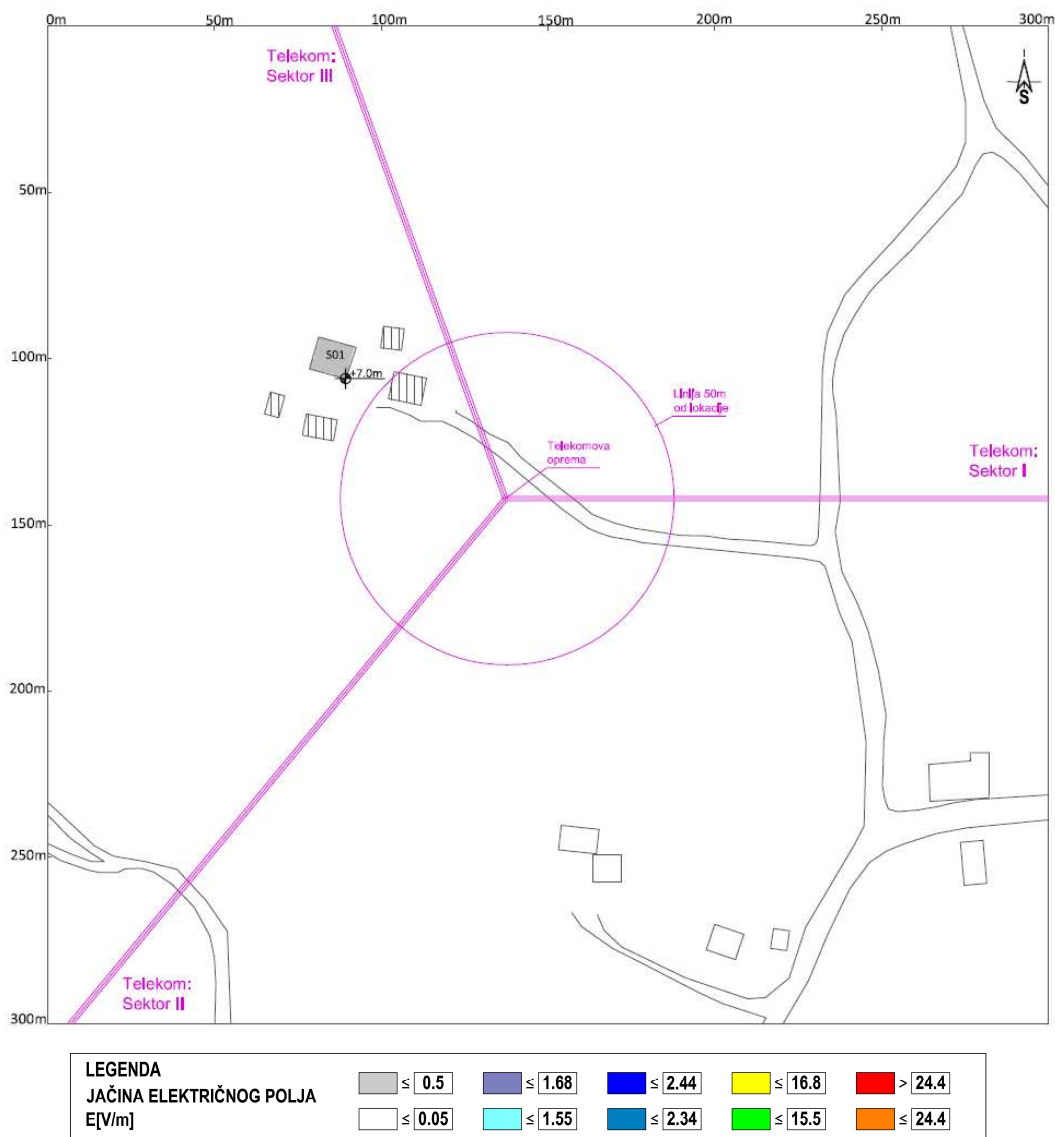 0m 50m 100m 150m 200m 250m 300m
Telekom:
Sektor III
S
50m
100m
S01
+7.0m
Linija 50m
od lokacije
Telekomova
oprema
Telekom:
Sektor I
150m
200m
250m
Telekom:
Sektor II
300m
LEGENDA
JAČINA ELEKTRIČNOG POLJA
E[V/m]
≤ 0.5 ≤ 1.68 ≤ 2.44 ≤ 16.8 > 24.4
≤ 0.05 ≤ 1.55 ≤ 2.34 ≤ 15.5 ≤ 24.4